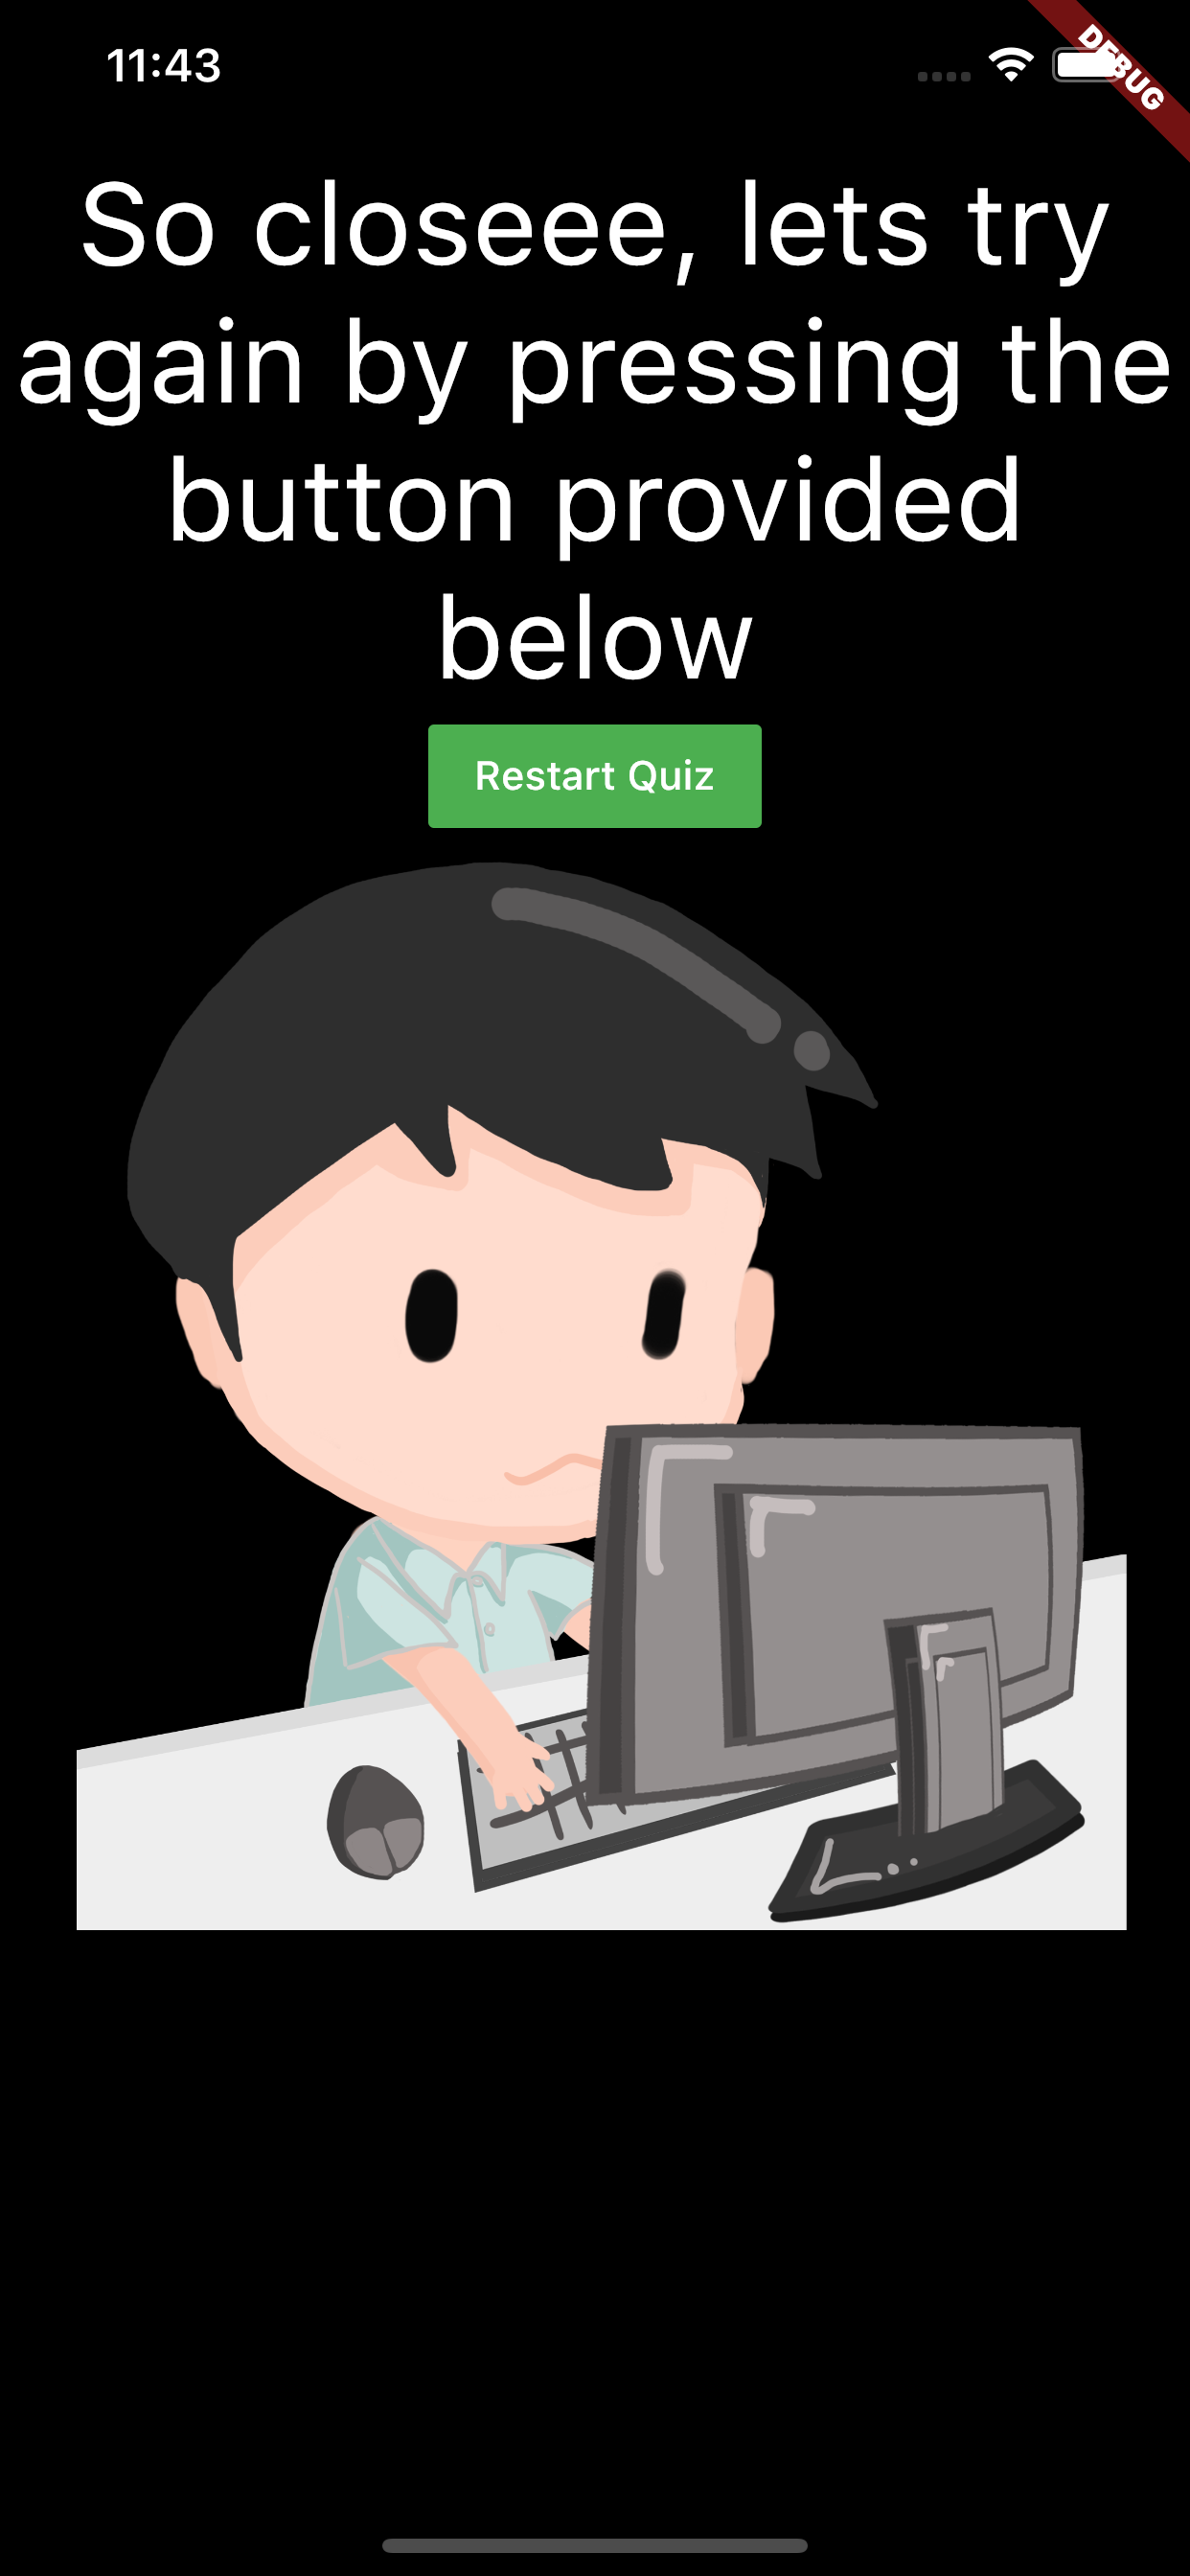 11:43
DEBUG
So closeee, lets try
again by pressing the
button provided
below
Restart Quiz